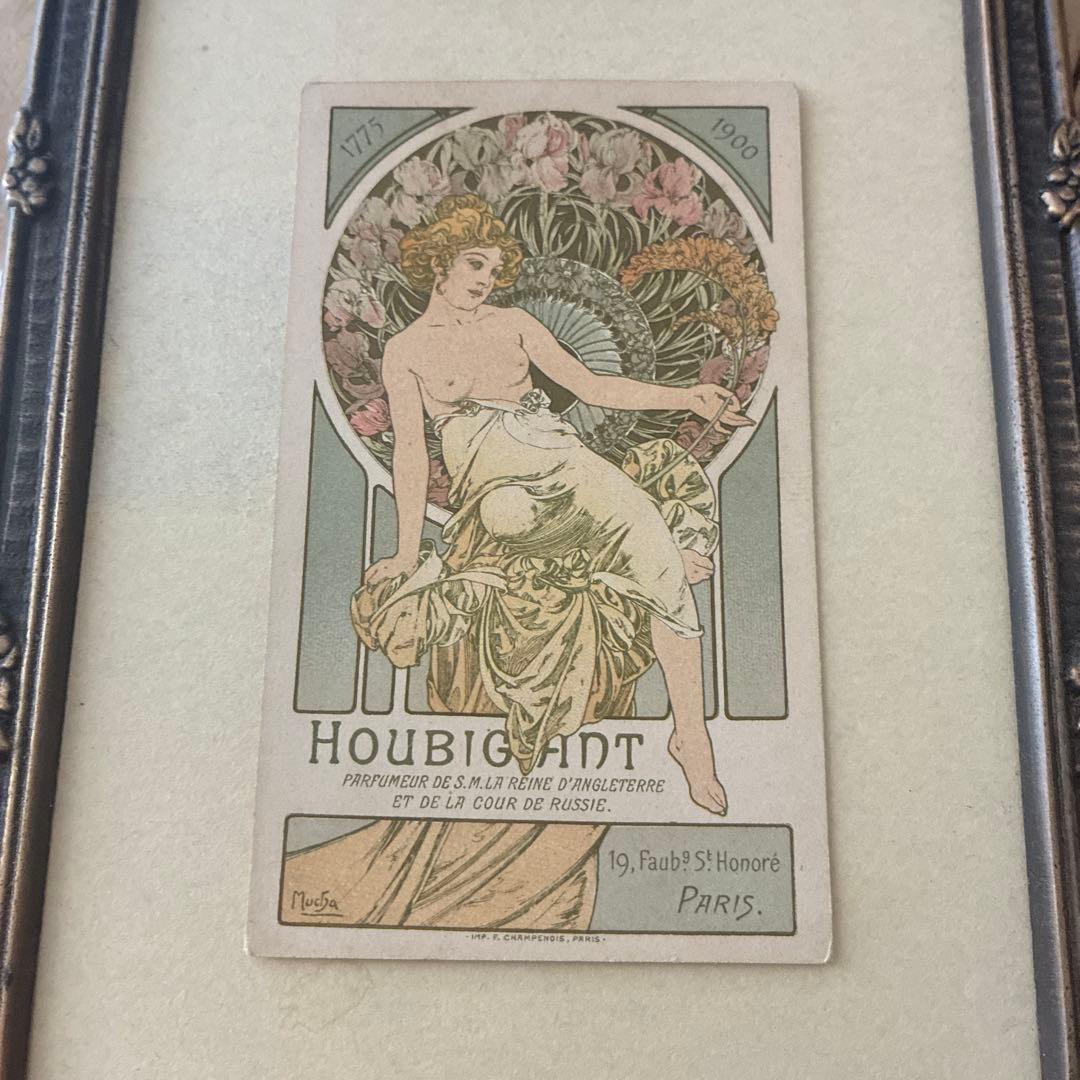 1775
1900
HOUBIGANT
PARFUMEUR DE S.M. LA REINE D'ANGLETERRE
ET DE LA COUR DE RUSSIE.
19, Faubg St Honoré
PARIS.
Mucha
- IMP. F. CHAMPENOIS, PARIS -